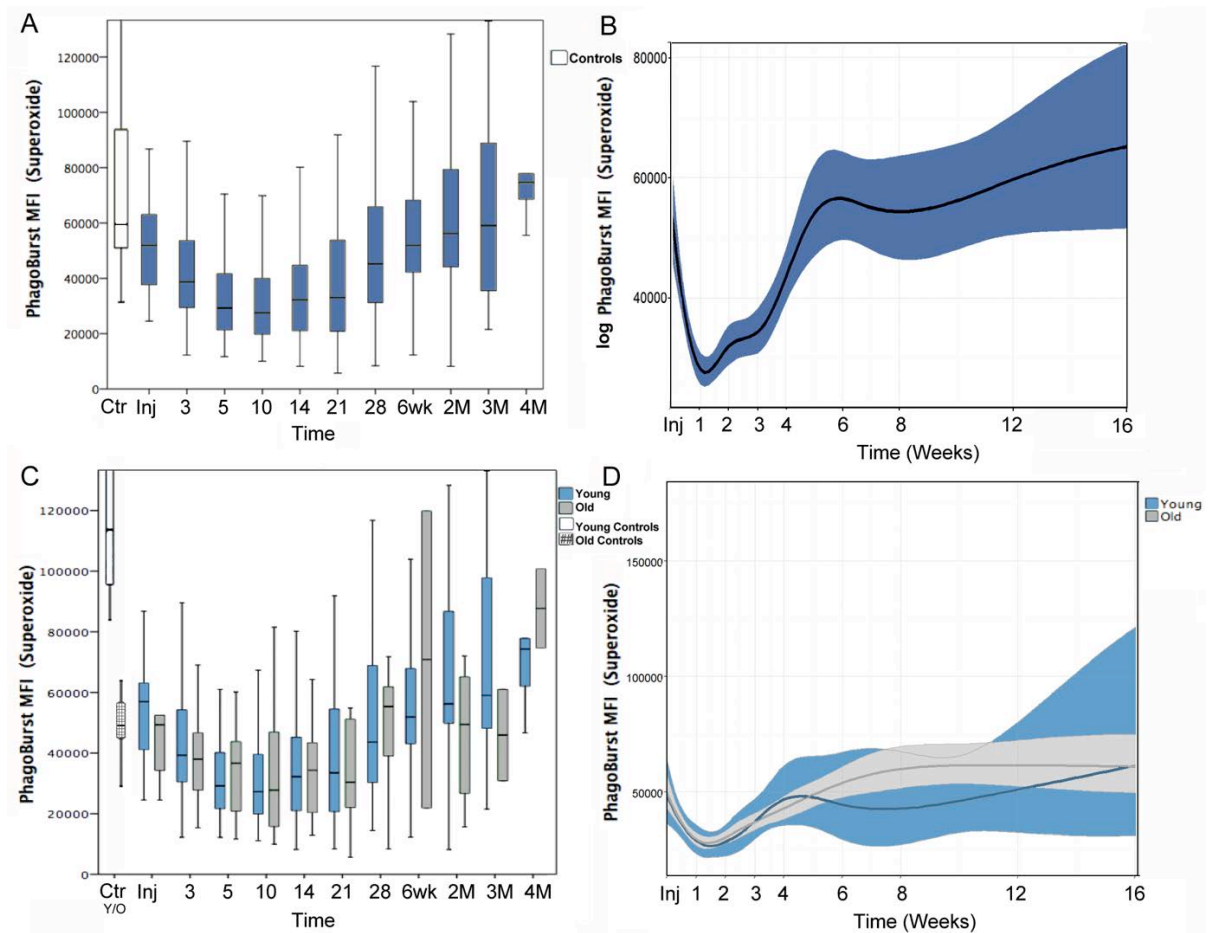 A
PhagoBurst MFI (Superoxide)
120000
100000
80000
60000
40000
20000
0
Ctr Inj 3 5 10 14 21 28 6wk 2M 3M 4M
Time
Controls
B
log PhagoBurst MFI (Superoxide)
80000
60000
40000
Inj 1 2 3 4 6 8 12 16
Time (Weeks)
C
PhagoBurst MFI (Superoxide)
120000
100000
80000
60000
40000
20000
0
Ctr Inj 3 5 10 14 21 28 6wk 2M 3M 4M
Y/O
Time
Young
Old
Young Controls
Old Controls
D
PhagoBurst MFI (Superoxide)
150000
100000
50000
Inj 1 2 3 4 6 8 12 16
Time (Weeks)
Young
Old